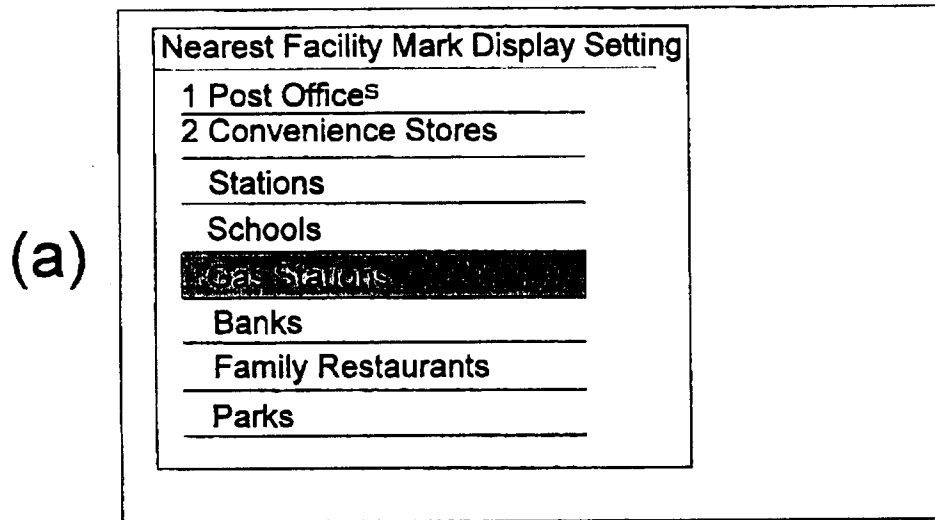 Nearest Facility Mark Display Setting
1 Post Offices
2 Convenience Stores
Stations
Schools
(a)
Gas Stations
Banks
Family Restaurants
Parks